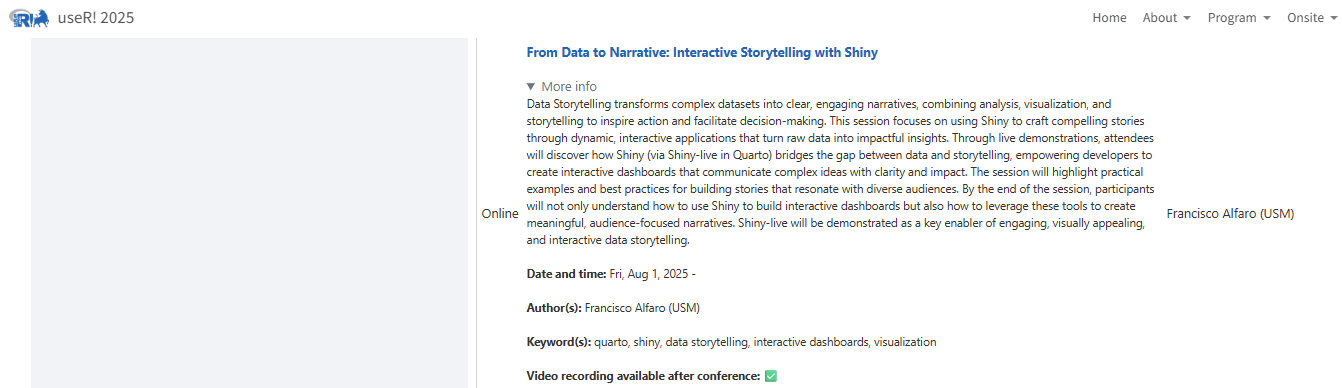 useR! 2025
Home About Program Onsite
From Data to Narrative: Interactive Storytelling with Shiny
More info
Data Storytelling transforms complex datasets into clear, engaging narratives, combining analysis, visualization, and
storytelling to inspire action and facilitate decision-making. This session focuses on using Shiny to craft compelling stories
through dynamic, interactive applications that turn raw data into impactful insights. Through live demonstrations, attendees
will discover how Shiny (via Shiny-live in Quarto) bridges the gap between data and storytelling, empowering developers to
create interactive dashboards that communicate complex ideas with clarity and impact. The session will highlight practical
examples and best practices for building stories that resonate with diverse audiences. By the end of the session, participants
will not only understand how to use Shiny to build interactive dashboards but also how to leverage these tools to create
meaningful, audience-focused narratives. Shiny-live will be demonstrated as a key enabler of engaging, visually appealing,
and interactive data storytelling.
Online
Francisco Alfaro (USM)
Date and time: Fri, Aug 1, 2025 -
Author(s): Francisco Alfaro (USM)
Keyword(s): quarto, shiny, data storytelling, interactive dashboards, visualization
Video recording available after conference: ✅